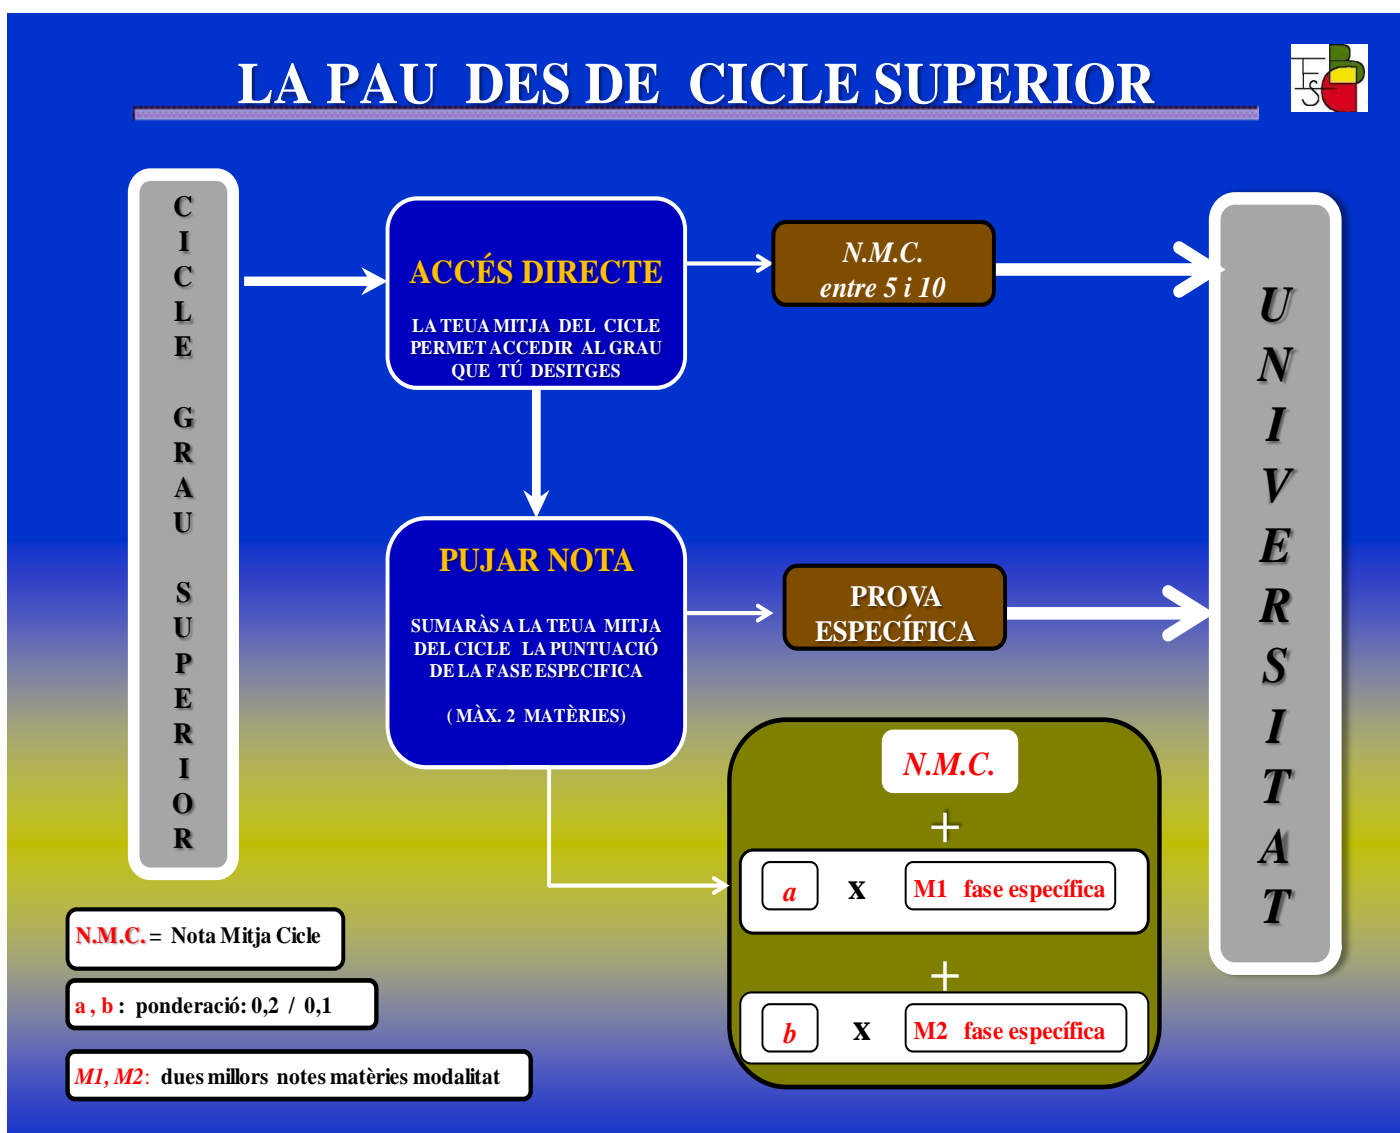 LA PAU DES DE CICLE SUPERIOR
CICLE GRAU SUPERIOR
ACCÉS DIRECTE
LA TEUA MITJA DEL CICLE
PERMET ACCEDIR AL GRAU
QUE TÚ DESITGES
N.M.C.
entre 5 i 10
UNIVERSITAT
PUJAR NOTA
SUMARÀS A LA TEUA MITJA
DEL CICLE LA PUNTUACIÓ
DE LA FASE ESPECIFICA
( MÀX. 2 MATÈRIES)
PROVA
ESPECÍFICA
N.M.C.
+
a x M1 fase específica
+
b x M2 fase específica
N.M.C. = Nota Mitja Cicle
a , b : ponderació: 0,2 / 0,1
M1, M2: dues millors notes matèries modalitat